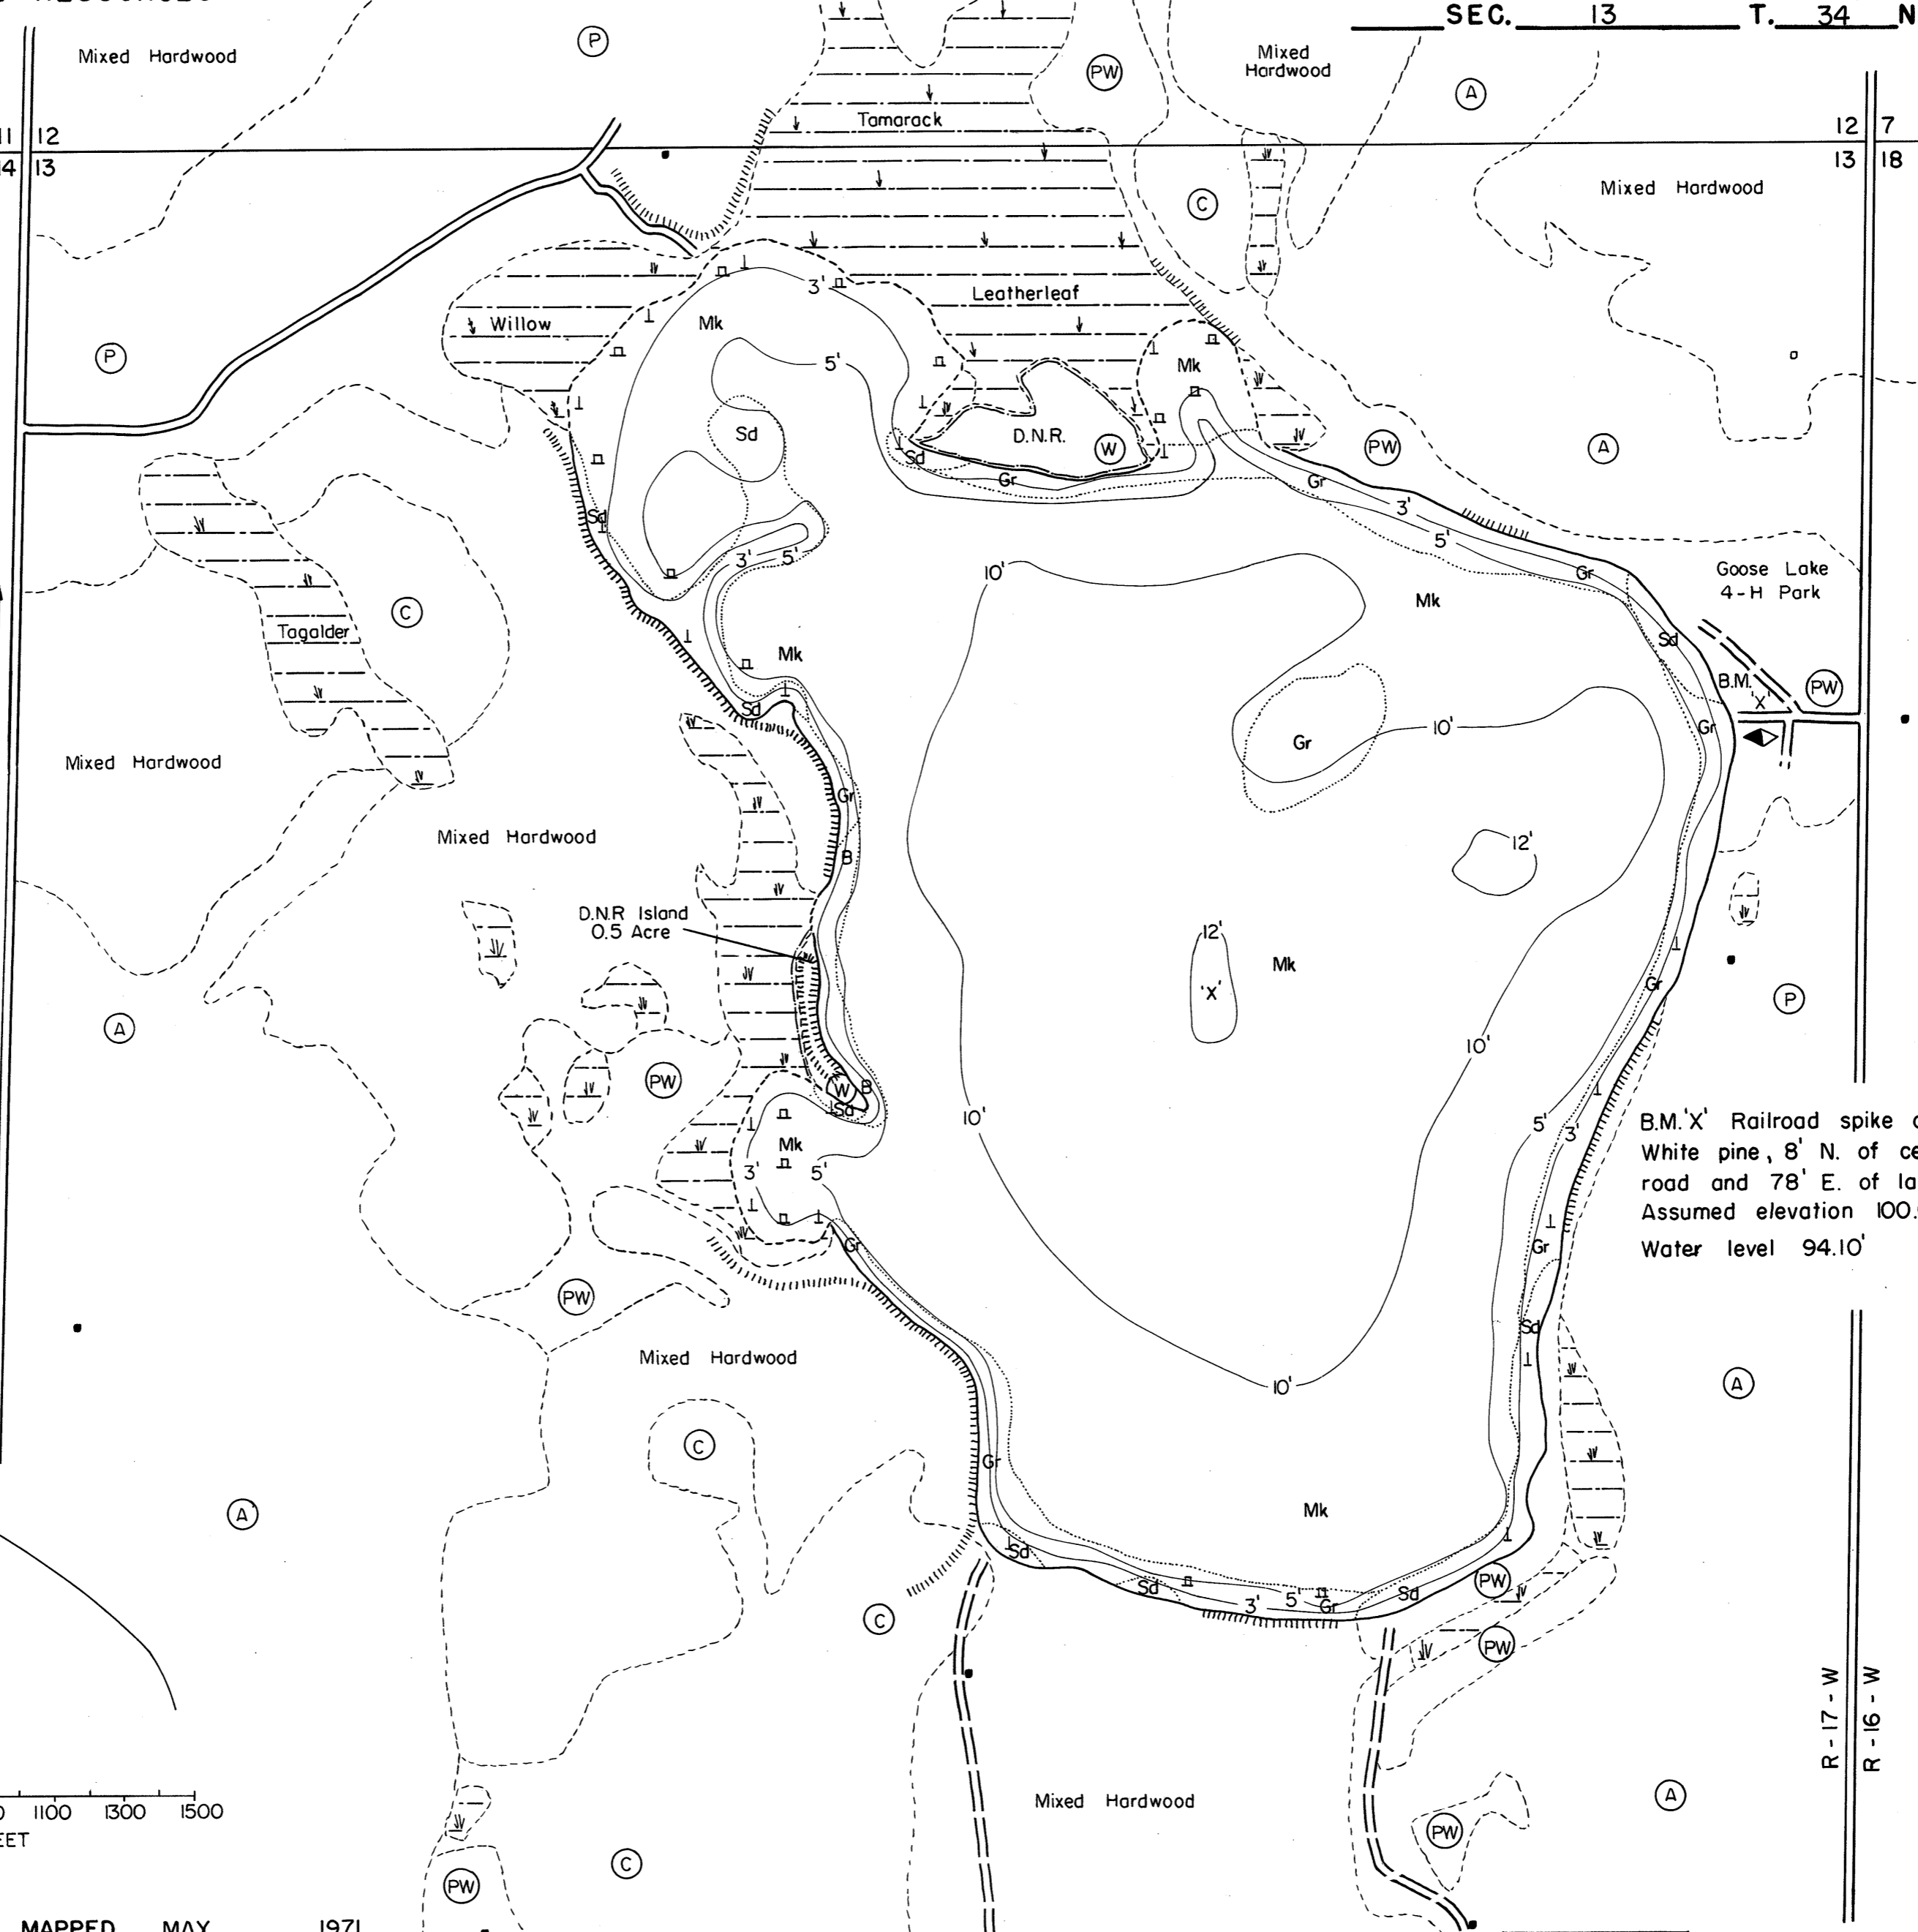 SEC. 13 T. 34 N
Mixed Hardwood
P
PW
Mixed
Hardwood
A
Tamarack
11 12
14 13
12 7
13 18
C
Mixed Hardwood
Leatherleaf
3'
Willow
Mk
P
5'
Mk
Sd
D.N.R.
W
PW
A
Sd
Gr
Gr
3'
Sd
5'
3' 5'
10'
Gr
Goose Lake
4-H Park
Mk
C
Tagalder
Sd
Mk
B.M.
'X'
PW
Sd
Gr
10'
Gr
Mixed Hardwood
Gr
Mixed Hardwood
12'
B
D.N.R Island
0.5 Acre
12'
Mk
'X'
Gr
P
A
10'
PW
W
B
Sd
10'
5'
3'
Mk
3' 5'
B.M. 'X' Railroad spike
White pine, 8' N. of
road and 78' E. of
Assumed elevation 100.
Water level 94.10'
Gr
Gr
PW
Sd
Mixed Hardwood
10'
A
C
Gr
A
Mk
Sd
Sd
5'
3'
Gr
Sd
PW
C
PW
R-17-W
R-16-W
Mixed Hardwood
A
1100 1300 1500
PW
C
PW
MAPPED MAY 1971